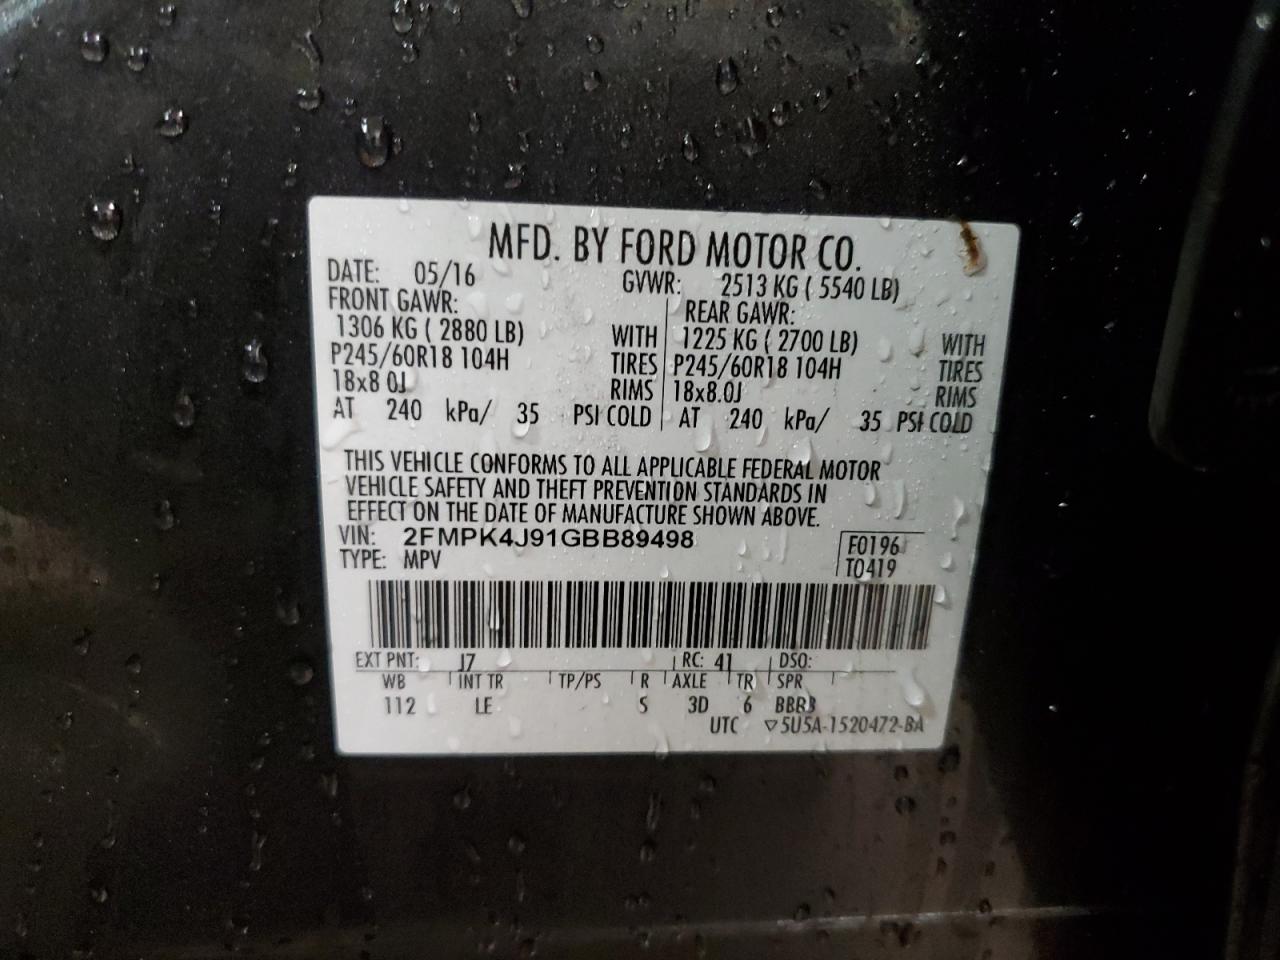 MFD. BY FORD MOTOR CO.
DATE: 05/16 GVWR: 2513 KG ( 5540 LB)
FRONT GAWR: REAR GAWR:
1306 KG ( 2880 LB) WITH 1225 KG ( 2700 LB) WITH
P245/60R18 104H TIRES P245/60R18 104H TIRES
18x8 0J RIMS 18x8.0J RIMS
AT 240 kPa/ 35 PSI COLD AT 240 kPa/ 35 PSI COLD
THIS VEHICLE CONFORMS TO ALL APPLICABLE FEDERAL MOTOR
VEHICLE SAFETY AND THEFT PREVENTION STANDARDS IN
EFFECT ON THE DATE OF MANUFACTURE SHOWN ABOVE.
VIN: 2FMPK4J91GBB89498 F0196
TYPE: MPV T0419
EXT PNT: J7 RC: 41 DSO:
WB INT TR TP/PS R AXLE TR SPR
112 LE S 3D 6 BBBB
UTC ▽5U5A-1520472-BA